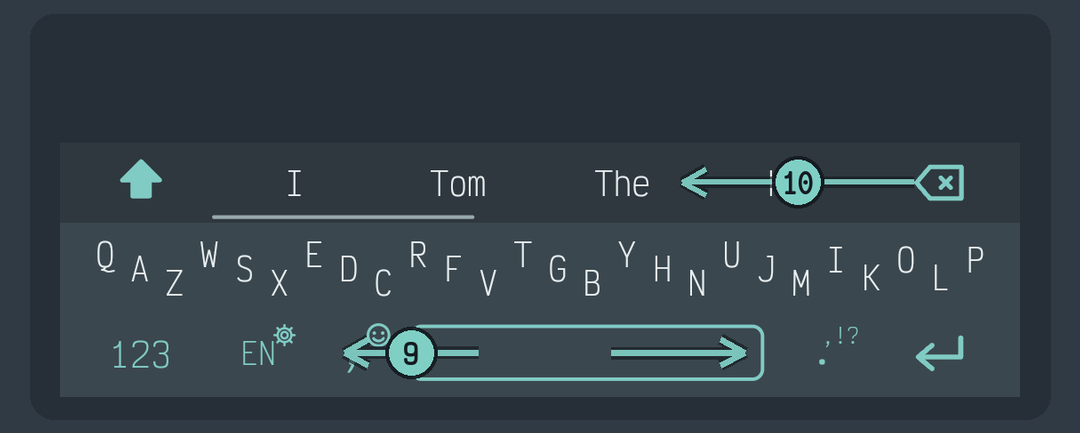 I Tom The 10
Q A Z W S X E D C R F V T G B Y H N U J M I K O L P
123 EN , 9 . ,!?